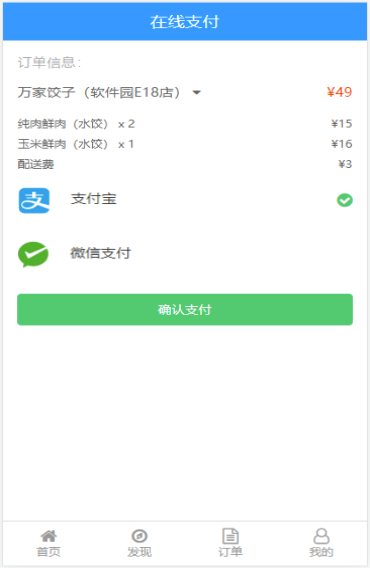 在线支付
订单信息:
万家饺子（软件园E18店） ¥49
纯肉鲜肉（水饺） x 2 ¥15
玉米鲜肉（水饺） x 1 ¥16
配送费 ¥3
支付宝
微信支付
确认支付
首页 发现 订单 我的